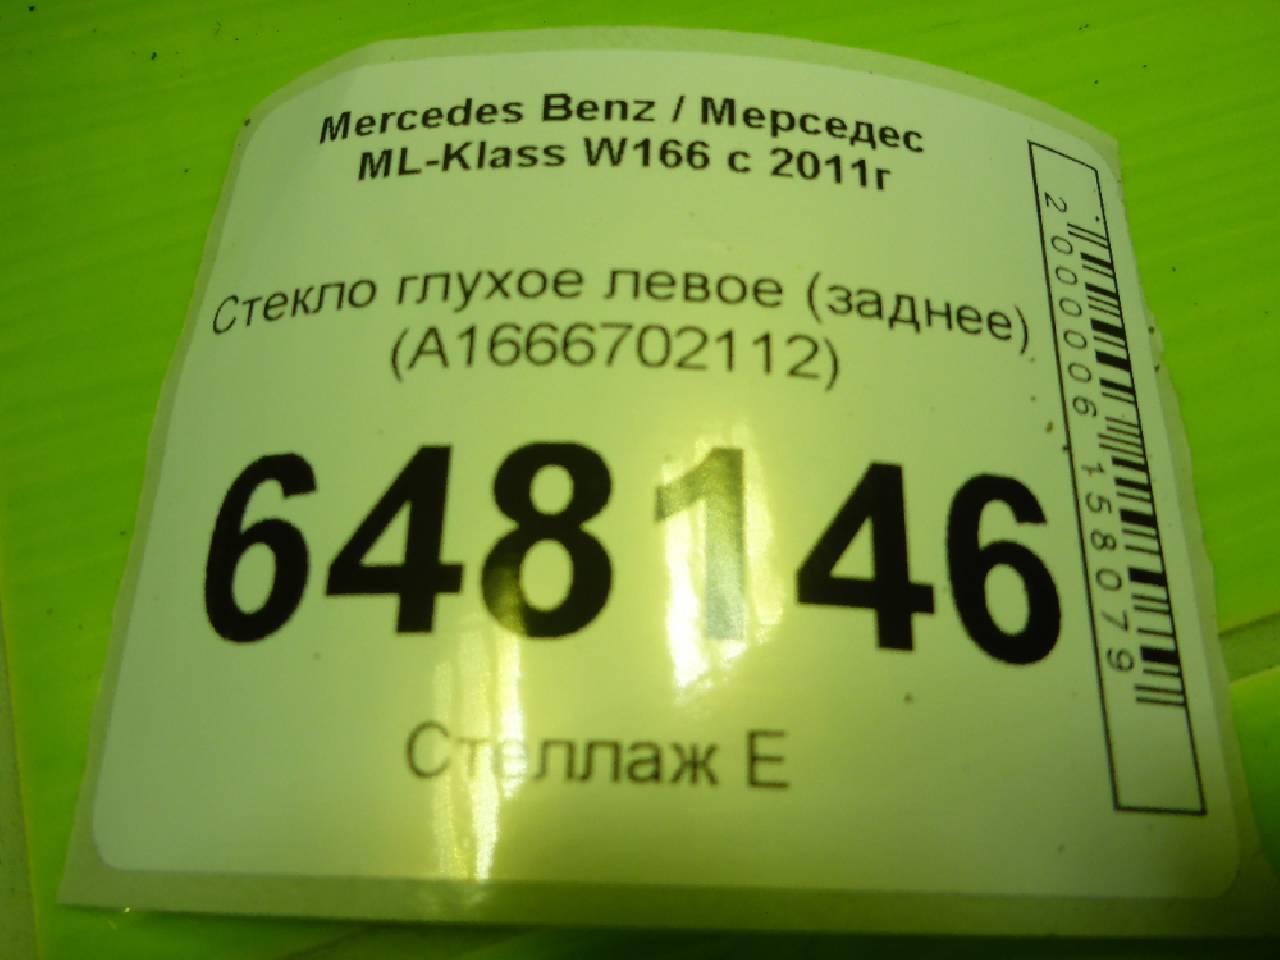 Mercedes Benz / Мерседес
ML-Klass W166 с 2011г
Стекло глухое левое (заднее)
(A1666702112)
648146
Стеллаж Е
2000006158079